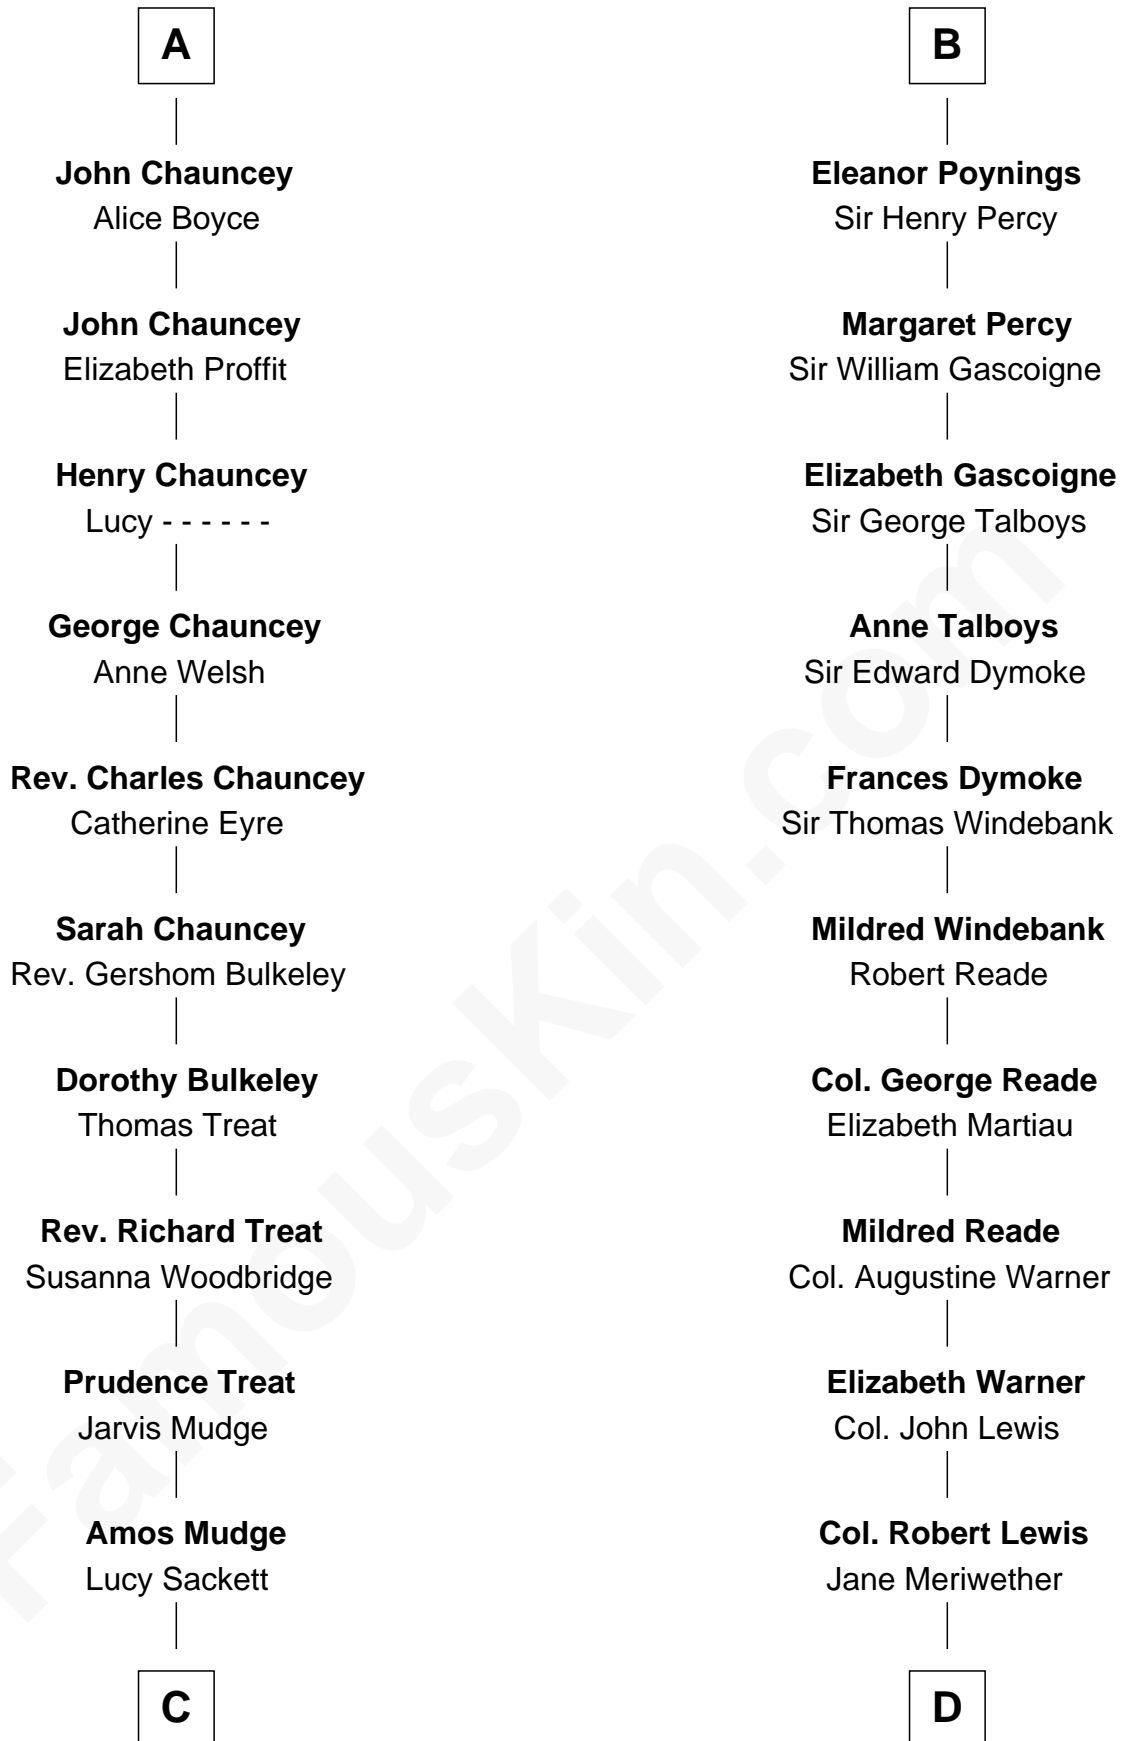 A
John Chauncey
Alice Boyce
John Chauncey
Elizabeth Proffit
Henry Chauncey
Lucy - - - - - -
George Chauncey
Anne Welsh
Rev. Charles Chauncey
Catherine Eyre
Sarah Chauncey
Rev. Gershom Bulkeley
Dorothy Bulkeley
Thomas Treat
Rev. Richard Treat
Susanna Woodbridge
Prudence Treat
Jarvis Mudge
Amos Mudge
Lucy Sackett
C
B
Eleanor Poynings
Sir Henry Percy
Margaret Percy
Sir William Gascoigne
Elizabeth Gascoigne
Sir George Talboys
Anne Talboys
Sir Edward Dymoke
Frances Dymoke
Sir Thomas Windebank
Mildred Windebank
Robert Reade
Col. George Reade
Elizabeth Martiau
Mildred Reade
Col. Augustine Warner
Elizabeth Warner
Col. John Lewis
Col. Robert Lewis
Jane Meriwether
D
FamousKin.com